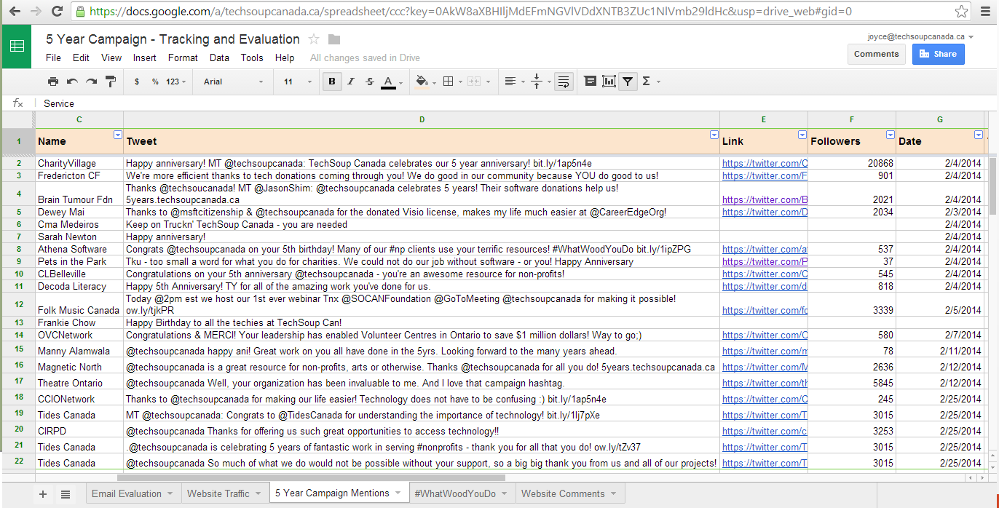 https://docs.google.com/a/techsoupcanada.ca/spreadsheet/ccc?key=0AkW8aXBHIljMdEFmNGVlVDdXNTB3ZUc1NlVmb29ldHc&usp=drive_web#gid=0
5 Year Campaign - Tracking and Evaluation
joyce@techsoupcanada.ca
File Edit View Insert Format Data Tools Help All changes saved in Drive
Comments Share
$ % 123 Arial 11 B I S A Σ
fx Service
C D E F G
1 Name Tweet Link Followers Date
2 CharityVillage Happy anniversary! MT @techsoupcanada: TechSoup Canada celebrates our 5 year anniversary! bit.ly/1ap5n4e https://twitter.com/C 20868 2/4/2014
3 Fredericton CF We're more efficient thanks to tech donations coming through you! We do good in our community because YOU do good to us! https://twitter.com/F 901 2/4/2014
Thanks @techsoucanada! MT @JasonShim: @techsoupcanada celebrates 5 years! Their software donations help us!
4 Brain Tumour Fdn 5years.techsoupcanada.ca https://twitter.com/B 2021 2/4/2014
5 Dewey Mai Thanks to @msftcitizenship & @techsoupcanada for the donated Visio license, makes my life much easier at @CareerEdgeOrg! https://twitter.com/D 2034 2/3/2014
6 Cma Medeiros Keep on Truckn' TechSoup Canada - you are needed 2/4/2014
7 Sarah Newton Happy anniversary! 2/4/2014
8 Athena Software Congrats @techsoupcanada on your 5th birthday! Many of our #np clients use your terrific resources! #WhatWoodYouDo bit.ly/1ipZPG https://twitter.com/a 537 2/4/2014
9 Pets in the Park Tku - too small a word for what you do for charities. We could not do our job without software - or you! Happy Anniversary https://twitter.com/P 37 2/4/2014
10 CLBelleville Congratulations on your 5th anniversary @techsoupcanada - you're an awesome resource for non-profits! https://twitter.com/C 545 2/4/2014
11 Decoda Literacy Happy 5th Anniversary! TY for all of the amazing work you've done for us. https://twitter.com/d 818 2/4/2014
Today @2pm est we host our 1st ever webinar Tnx @SOCANFoundation @GoToMeeting @techsoupcanada for making it possible!
12 Folk Music Canada ow.ly/tjkPR https://twitter.com/fo 3339 2/5/2014
13 Frankie Chow Happy Birthday to all the techies at TechSoup Can!
14 OVCNetwork Congratulations & MERCI! Your leadership has enabled Volunteer Centres in Ontario to save $1 million dollars! Way to go;) https://twitter.com/C 580 2/7/2014
15 Manny Alamwala @techsoupcanada happy ani! Great work on you all have done in the 5yrs. Looking forward to the many years ahead. https://twitter.com/m 78 2/11/2014
16 Magnetic North @techsoupcanada is a great resource for non-profits, arts or otherwise. Thanks @techsoupcanada for all you do! 5years.techsoupcanada.ca https://twitter.com/M 2636 2/12/2014
17 Theatre Ontario @techsoupcanada Well, your organization has been invaluable to me. And I love that campaign hashtag. https://twitter.com/th 5845 2/12/2014
18 CCIONetwork Thanks to @techsoupcanada for making our life easier! Technology does not have to be confusing :) bit.ly/1ap5n4e https://twitter.com/C 245 2/25/2014
19 Tides Canada MT @techsoupcanada: Congrats to @TidesCanada for understanding the importance of technology! bit.ly/1lj7pXe https://twitter.com/T 3015 2/25/2014
20 CIRPD @techsoupcanada Thanks for offering us such great opportunities to access technology!! https://twitter.com/c 3253 2/25/2014
21 Tides Canada .@techsoupcanada is celebrating 5 years of fantastic work in serving #nonprofits - thank you for all that you do! ow.ly/tZv37 https://twitter.com/T 3015 2/25/2014
22 Tides Canada @techsoupcanada So much of what we do would not be possible without your support, so a big big thank you from us and all of our projects! https://twitter.com/T 3015 2/25/2014
Email Evaluation Website Traffic 5 Year Campaign Mentions #WhatWoodYouDo Website Comments